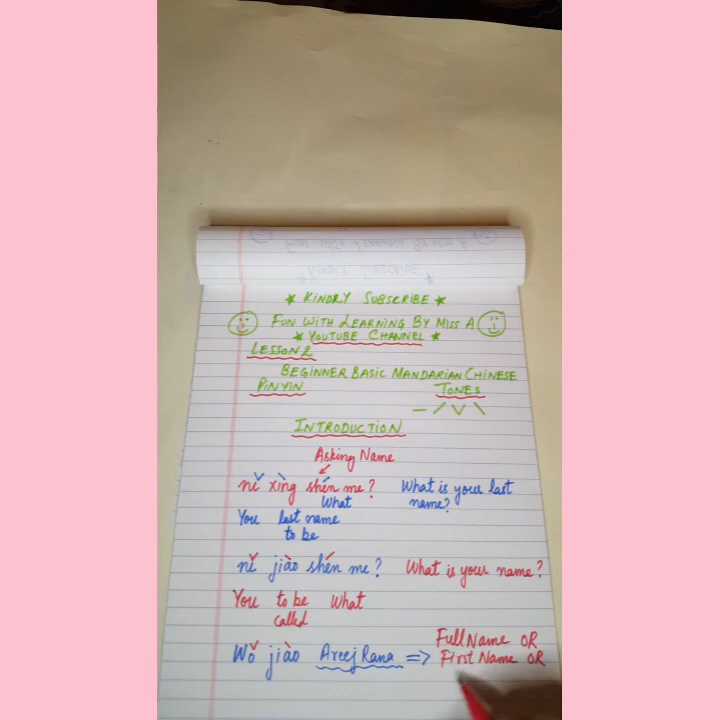 ★ KINDLY SUBSCRIBE ★
FUN WITH LEARNING BY MISS A
★ YOUTUBE CHANNEL ★
LESSON 2
BEGINNER BASIC MANDARIAN CHINESE
PINYIN TONES
— / ∨ \
INTRODUCTION
Asking Name
nǐ xìng shén me? What is your last
What name?
You last name
to be
nǐ jiào shén me? What is your name?
You to be What
called
Full Name OR
Wǒ jiào Areej Rana => First Name OR